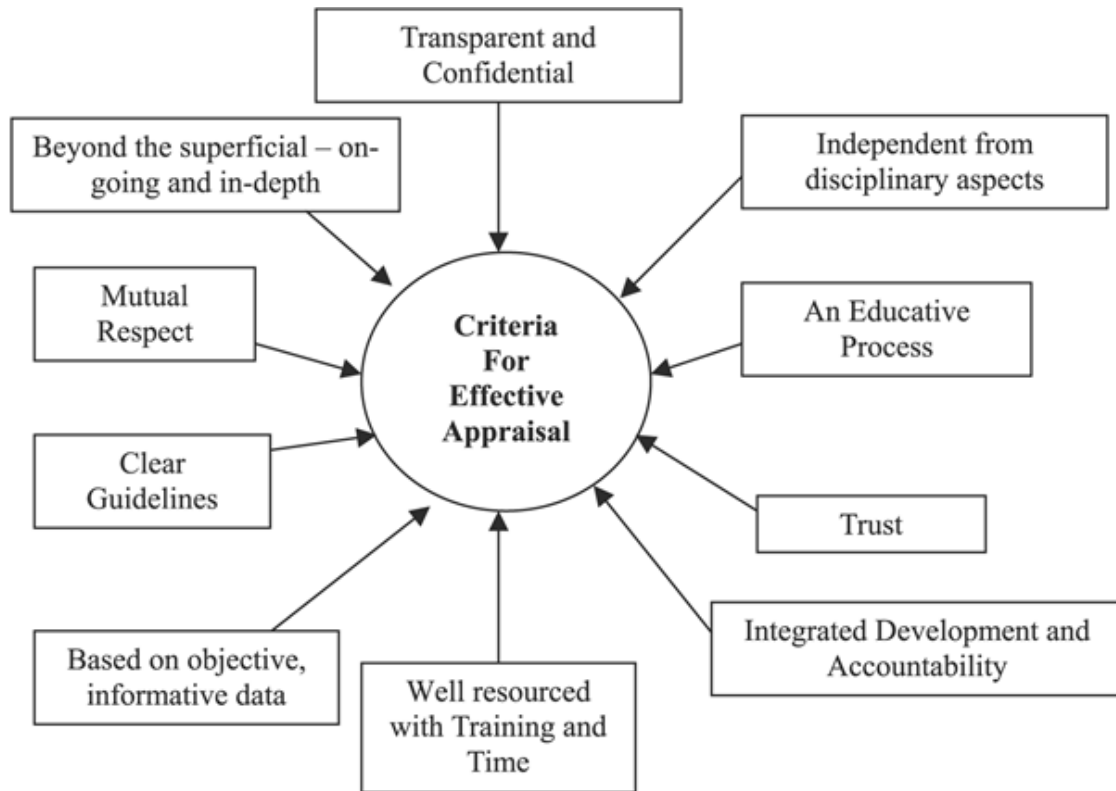 Transparent and
Confidential
Beyond the superficial – on-
going and in-depth
Independent from
disciplinary aspects
Mutual
Respect
An Educative
Process
Criteria
For
Effective
Appraisal
Clear
Guidelines
Trust
Based on objective,
informative data
Well resourced
with Training and
Time
Integrated Development and
Accountability